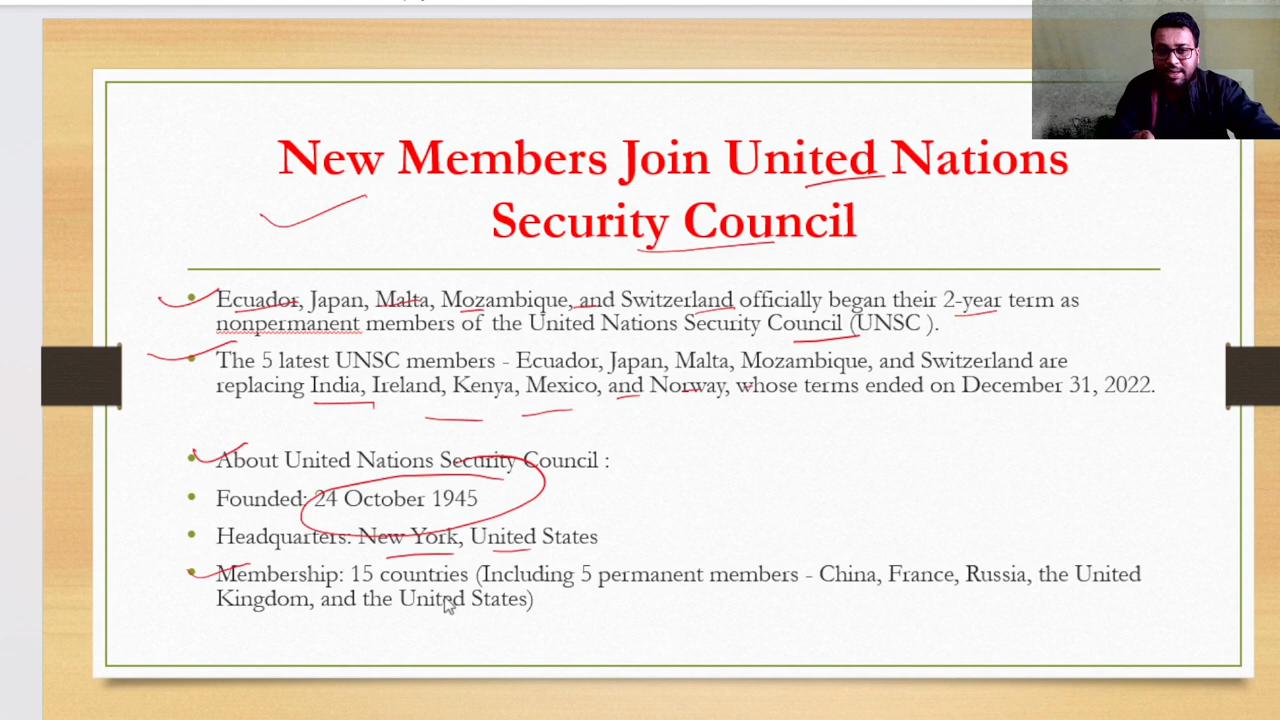 New Members Join United Nations
Security Council
• Ecuador, Japan, Malta, Mozambique, and Switzerland officially began their 2-year term as
nonpermanent members of the United Nations Security Council (UNSC ).
• The 5 latest UNSC members - Ecuador, Japan, Malta, Mozambique, and Switzerland are
replacing India, Ireland, Kenya, Mexico, and Norway, whose terms ended on December 31, 2022.
• About United Nations Security Council :
• Founded: 24 October 1945
• Headquarters: New York, United States
• Membership: 15 countries (Including 5 permanent members - China, France, Russia, the United
Kingdom, and the United States)